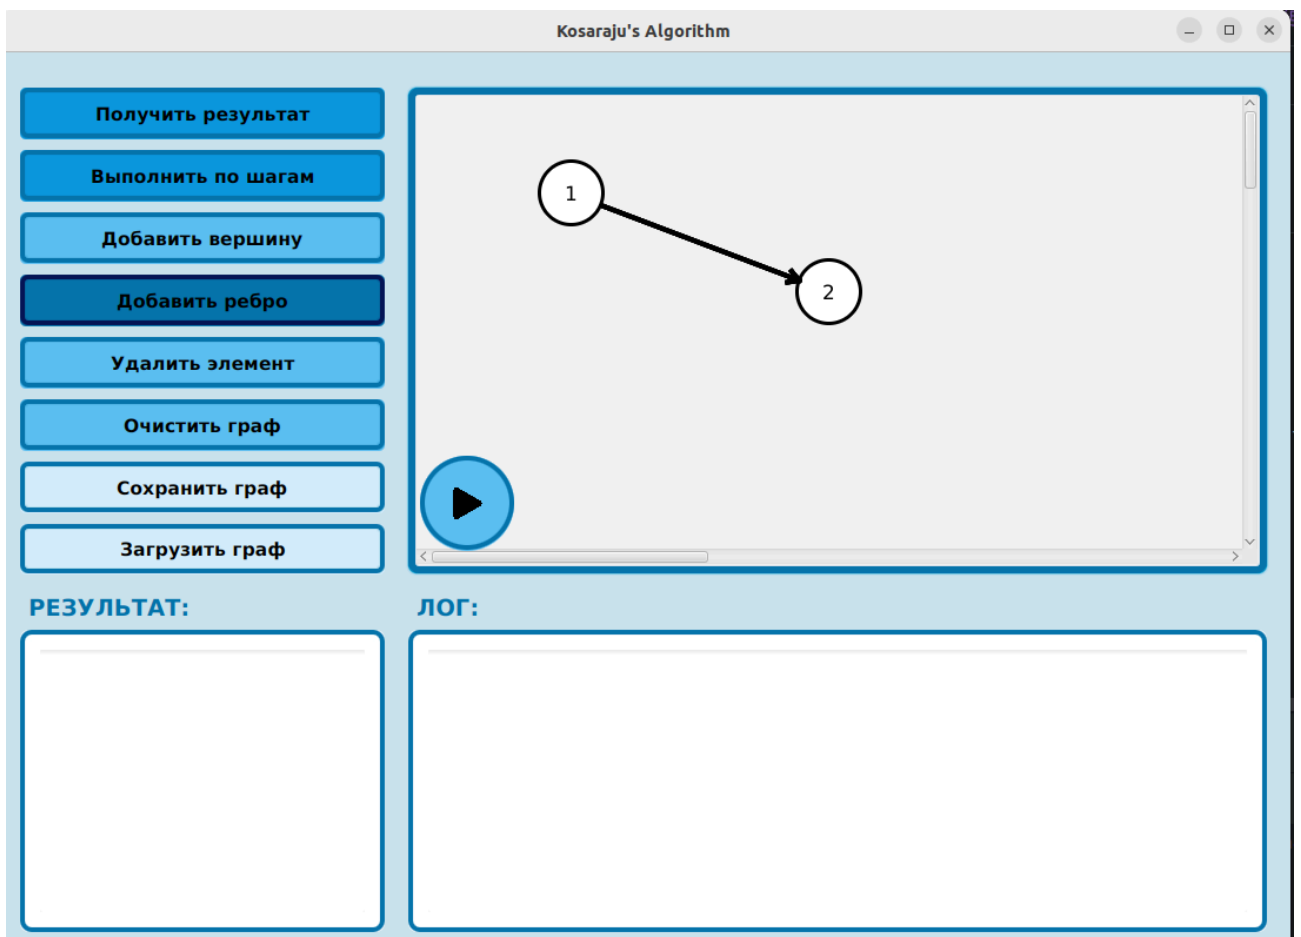 Kosaraju's Algorithm
Получить результат
Выполнить по шагам
Добавить вершину
Добавить ребро
Удалить элемент
Очистить граф
Сохранить граф
Загрузить граф
1
2
РЕЗУЛЬТАТ:
ЛОГ: